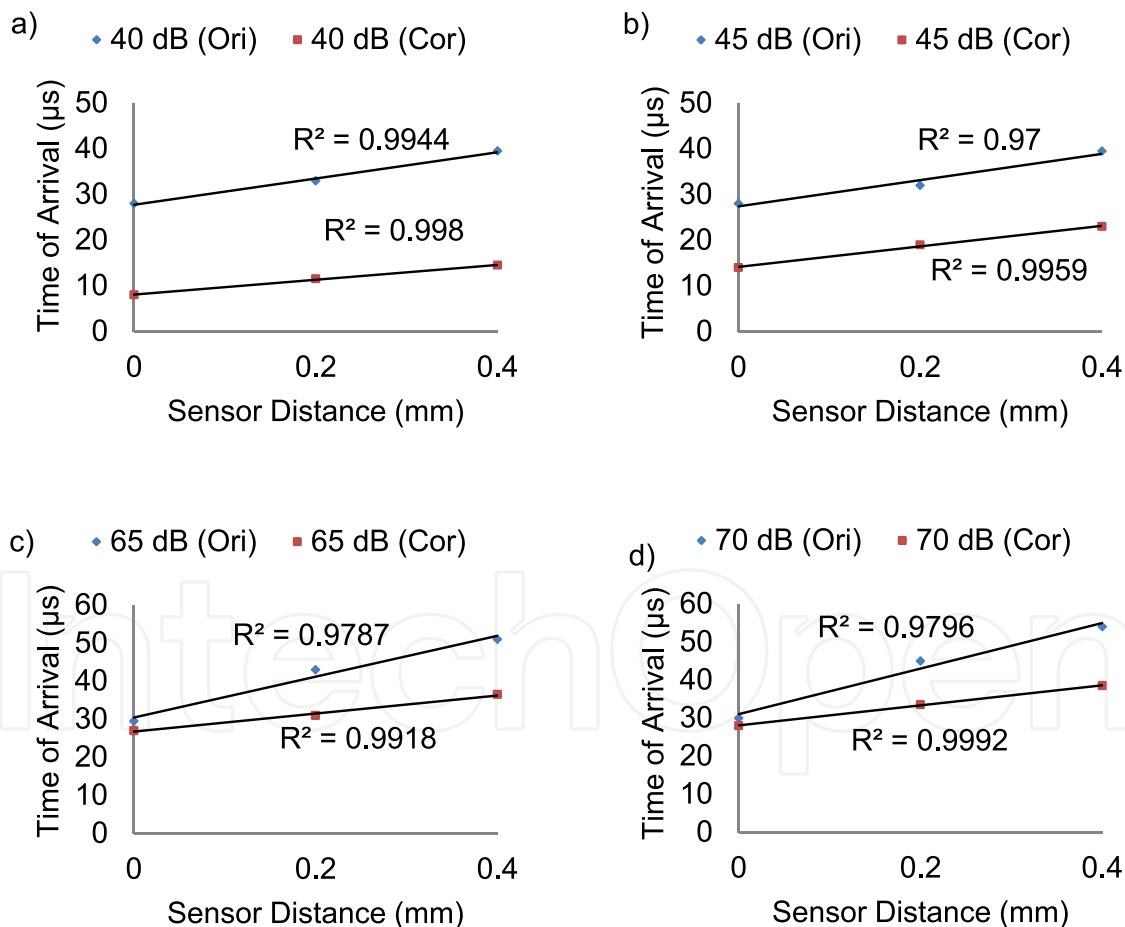 a)
40 dB (Ori) 40 dB (Cor)
Time of Arrival (µs)
50
40
30
20
10
0
R² = 0.9944
R² = 0.998
0 0.2 0.4
Sensor Distance (mm)
b)
45 dB (Ori) 45 dB (Cor)
Time of Arrival (µs)
50
40
30
20
10
0
R² = 0.97
R² = 0.9959
0 0.2 0.4
Sensor Distance (mm)
c)
65 dB (Ori) 65 dB (Cor)
Time of Arrival (µs)
60
50
40
30
20
10
0
R² = 0.9787
R² = 0.9918
0 0.2 0.4
Sensor Distance (mm)
d)
70 dB (Ori) 70 dB (Cor)
Time of Arrival (µs)
60
50
40
30
20
10
0
R² = 0.9796
R² = 0.9992
0 0.2 0.4
Sensor Distance (mm)
IntechOpen